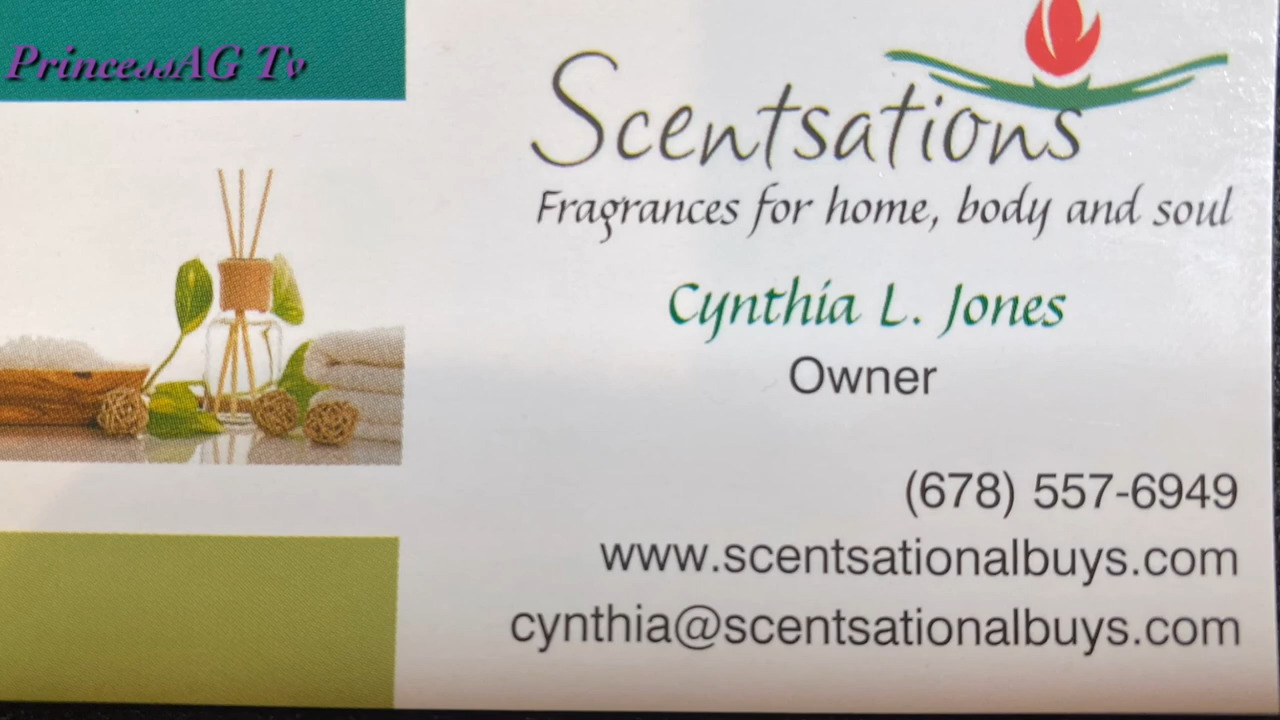 PrincessAG Tv
Scentsations
Fragrances for home, body and soul
Cynthia L. Jones
Owner
(678) 557-6949
www.scentsationalbuys.com
cynthia@scentsationalbuys.com